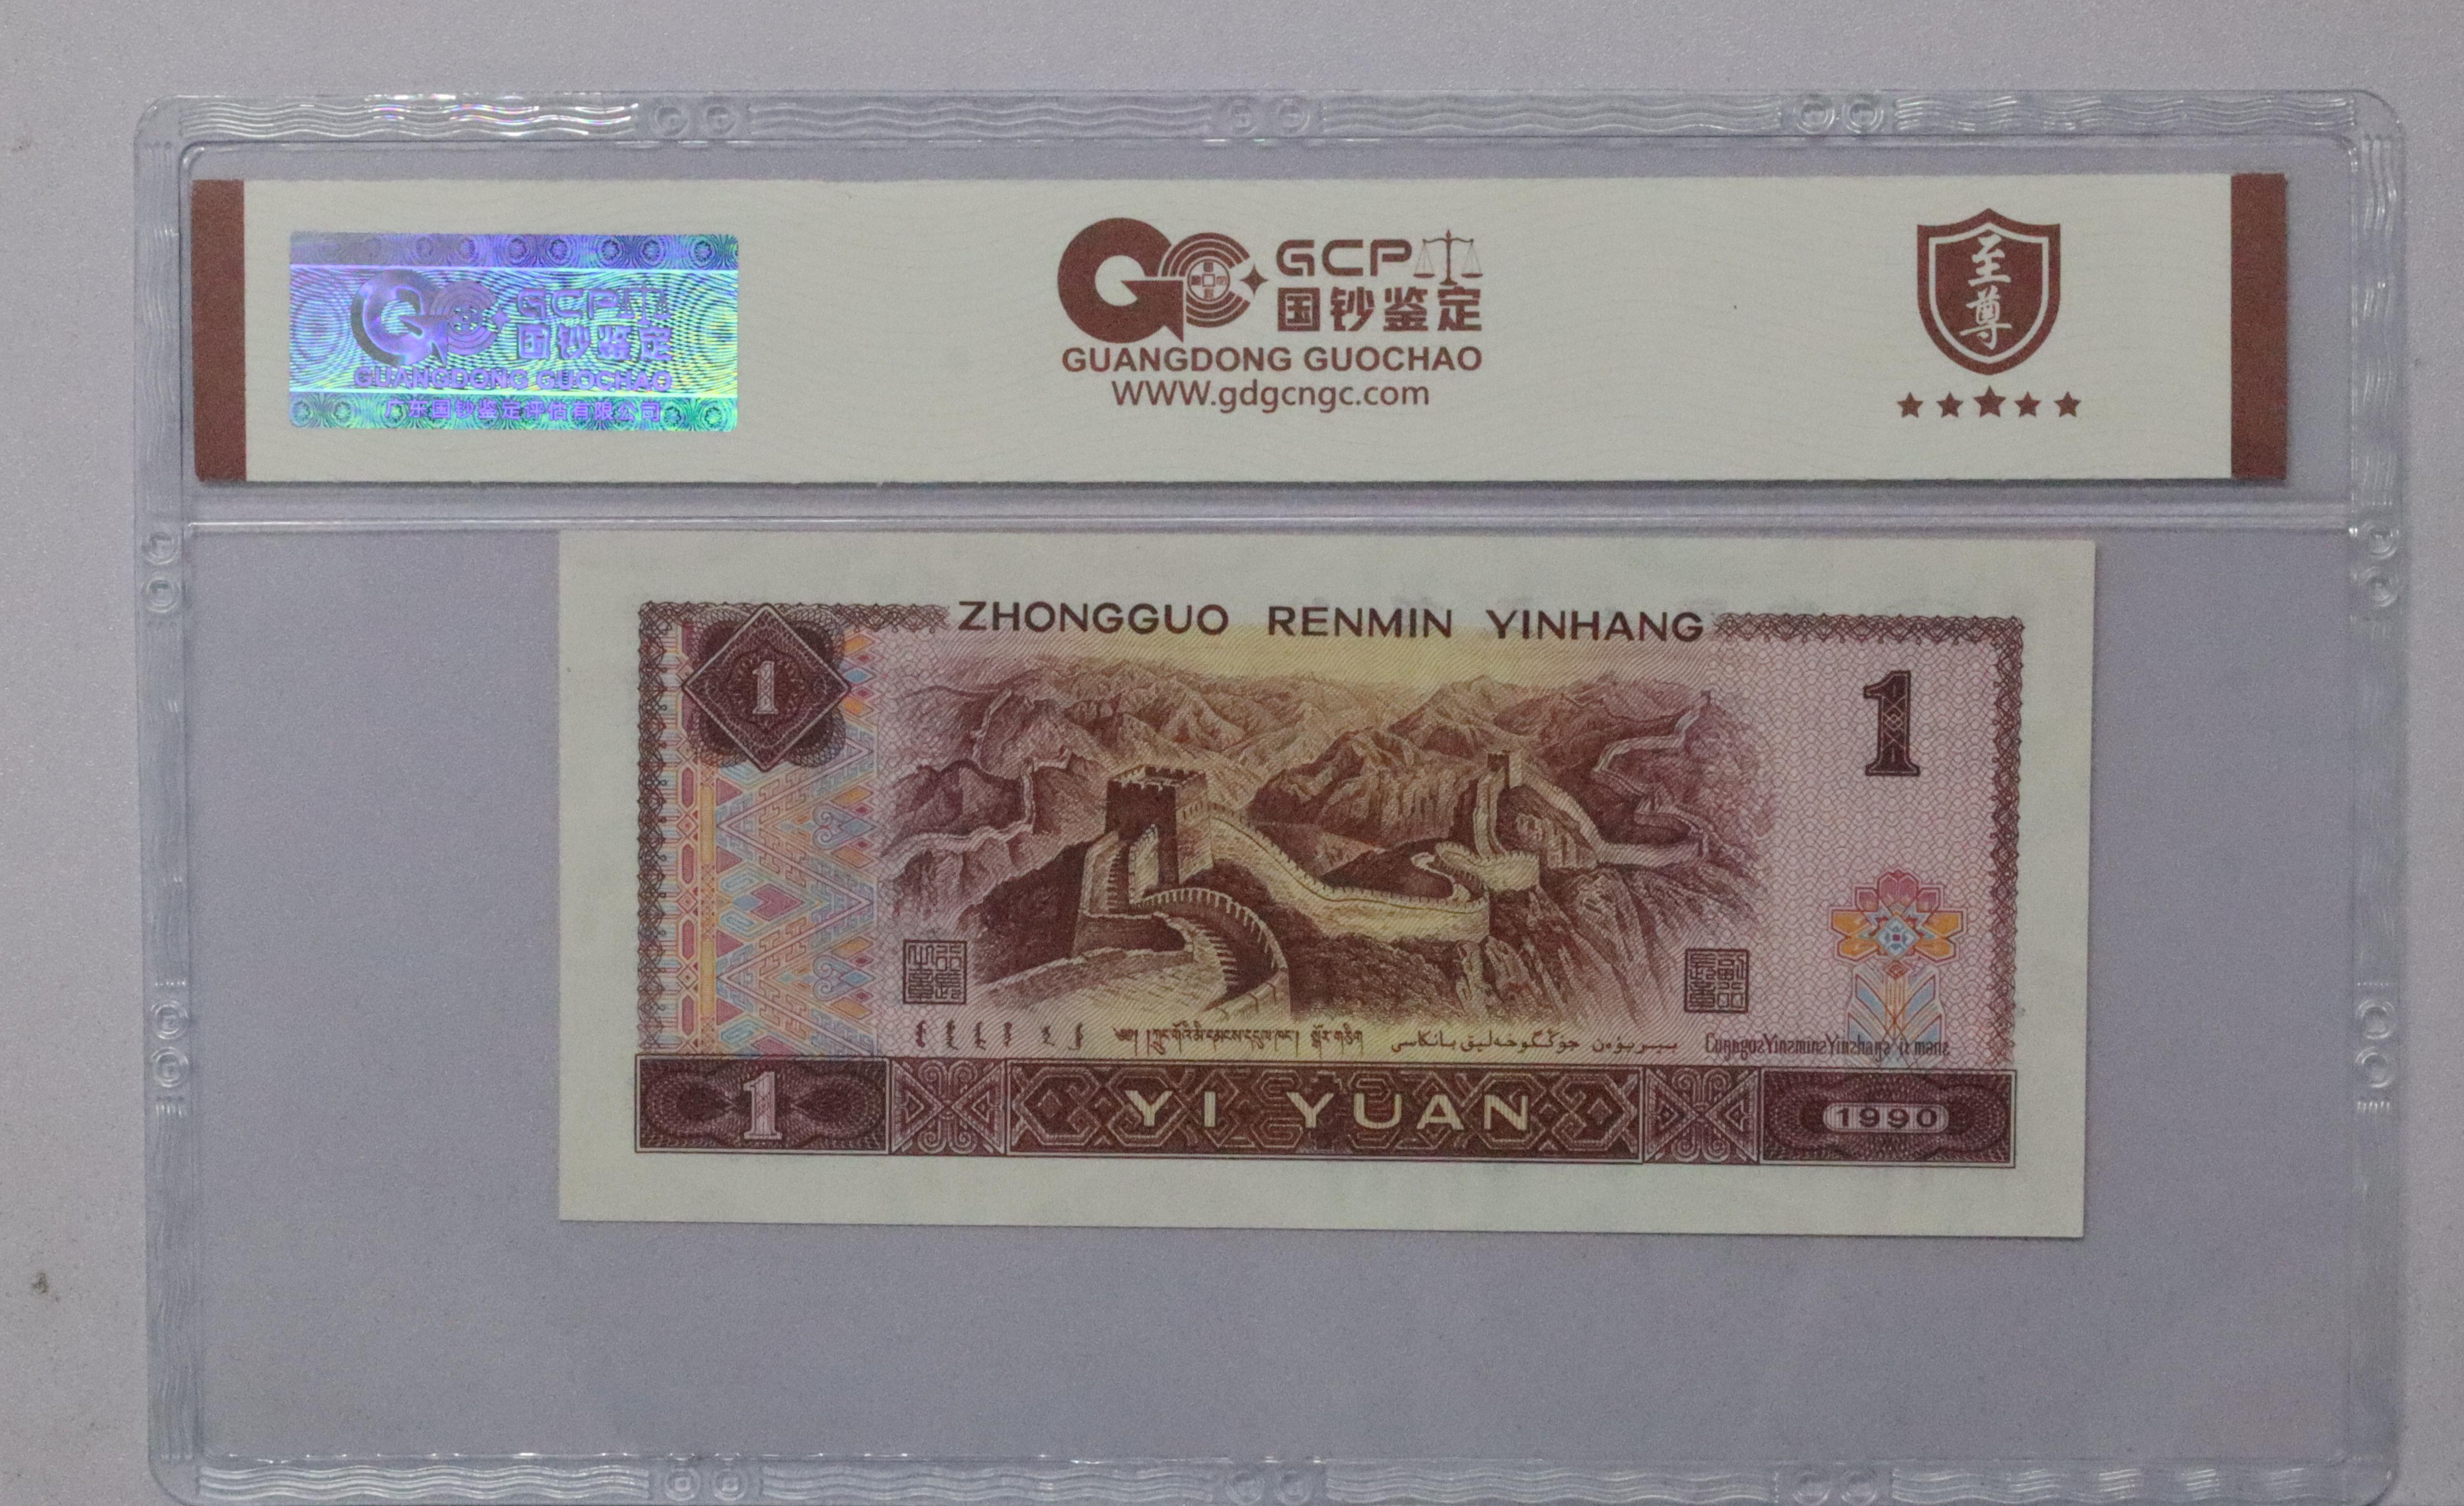 GCP
国钞鉴定
GUANGDONG GUOCHAO
广东国钞鉴定评估有限公司
GCP
国钞鉴定
GUANGDONG GUOCHAO
WWW.gdgcngc.com
至尊
ZHONGGUO RENMIN YINHANG
1
1
1
YI YUAN
1990